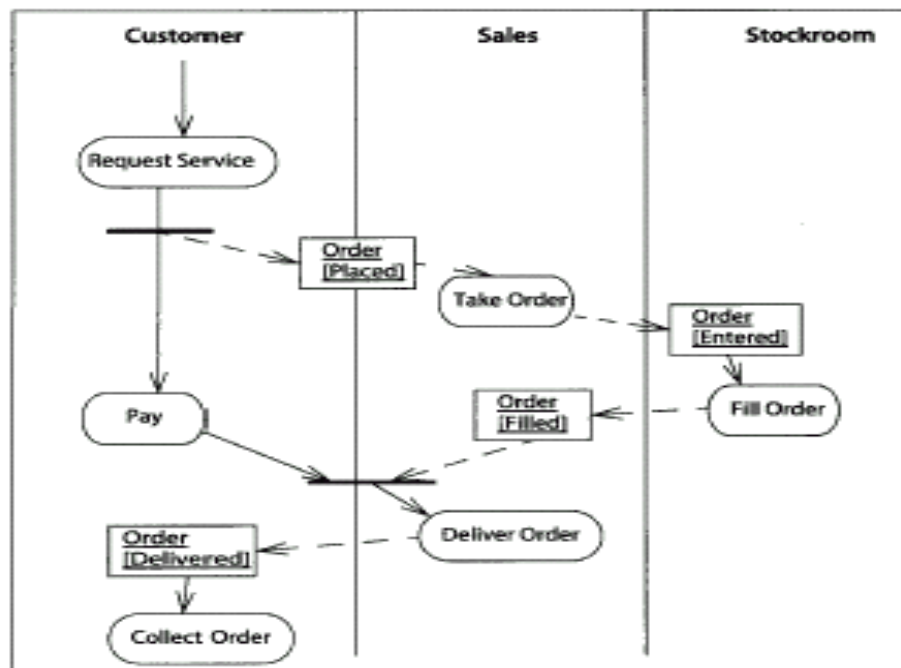 Customer
Sales
Stockroom
Request Service
Order
[Placed]
Take Order
Order
[Entered]
Pay
Order
[Filled]
Fill Order
Order
[Delivered]
Deliver Order
Collect Order